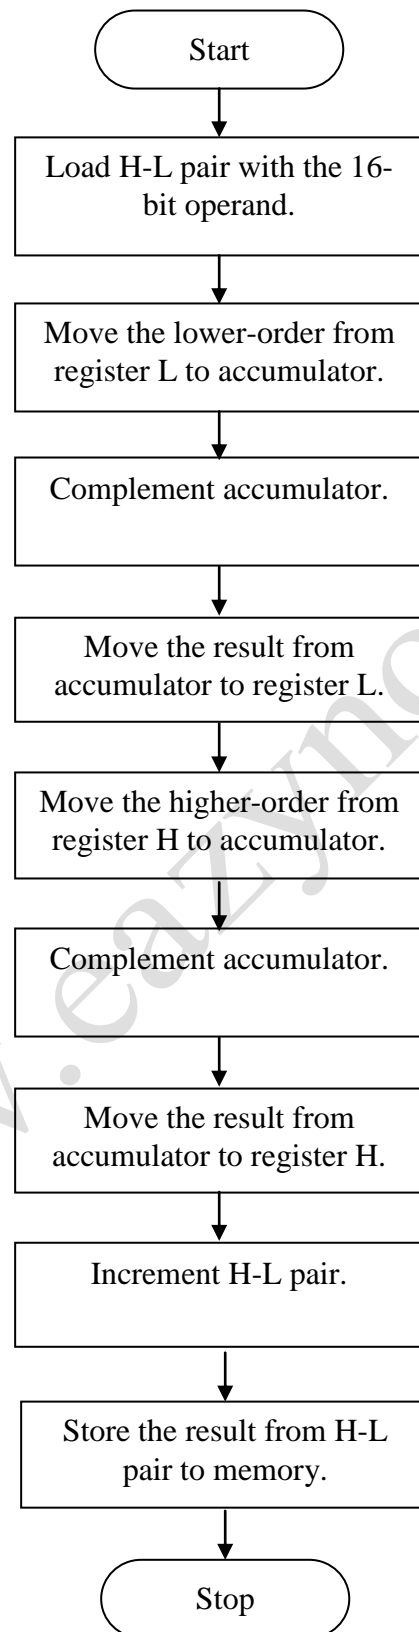 Start
Load H-L pair with the 16-
bit operand.
Move the lower-order from
register L to accumulator.
Complement accumulator.
Move the result from
accumulator to register L.
Move the higher-order from
register H to accumulator.
Complement accumulator.
Move the result from
accumulator to register H.
Increment H-L pair.
Store the result from H-L
pair to memory.
Stop